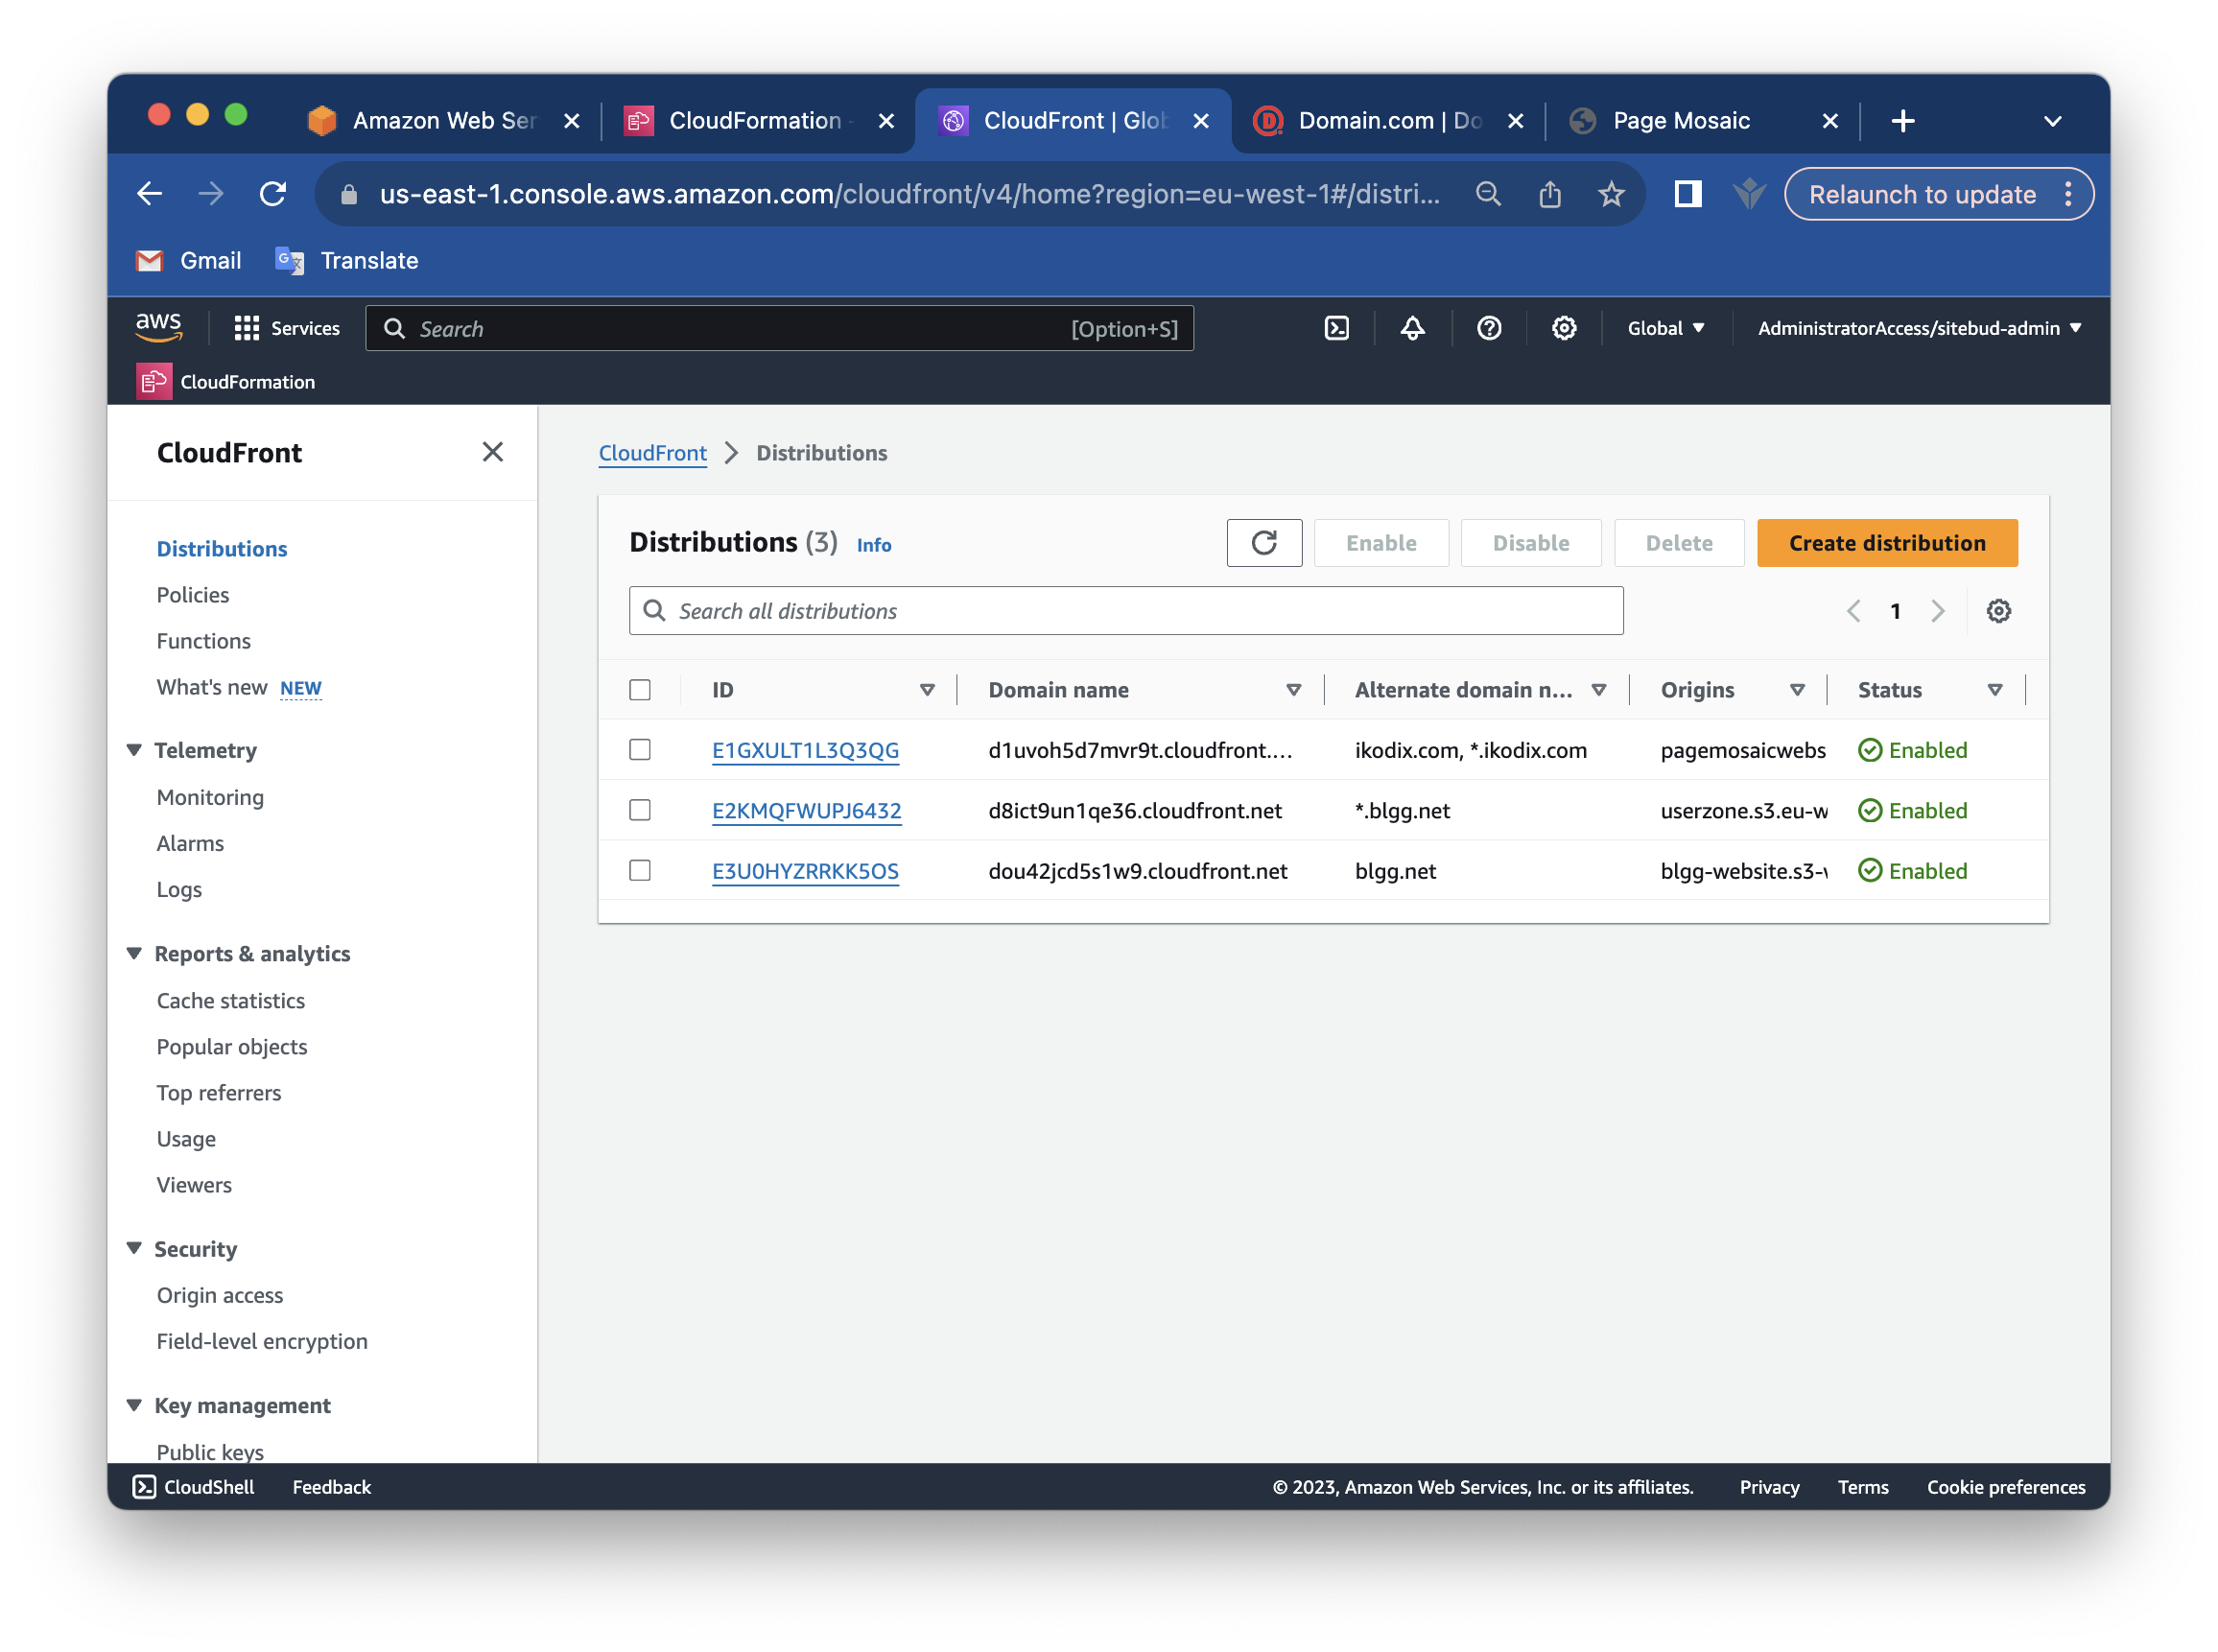 Amazon Web Ser
CloudFormation -
CloudFront | Glob
Domain.com | Do
Page Mosaic
us-east-1.console.aws.amazon.com/cloudfront/v4/home?region=eu-west-1#/distri...
Relaunch to update
Gmail
Translate
aws
Services
Search
[Option+S]
Global
AdministratorAccess/sitebud-admin
CloudFormation
CloudFront
Distributions
Policies
Functions
What's new NEW
Telemetry
Monitoring
Alarms
Logs
Reports & analytics
Cache statistics
Popular objects
Top referrers
Usage
Viewers
Security
Origin access
Field-level encryption
Key management
Public keys
CloudFront > Distributions
Distributions (3) Info
Enable
Disable
Delete
Create distribution
Search all distributions
1
ID Domain name Alternate domain n... Origins Status
E1GXULT1L3Q3QG d1uvoh5d7mvr9t.cloudfront.... ikodix.com, *.ikodix.com pagemosaicwebs Enabled
E2KMQFWUPJ6432 d8ict9un1qe36.cloudfront.net *.blgg.net userzone.s3.eu-w Enabled
E3U0HYZRRKK5OS dou42jcd5s1w9.cloudfront.net blgg.net blgg-website.s3-w Enabled
CloudShell
Feedback
© 2023, Amazon Web Services, Inc. or its affiliates.
Privacy
Terms
Cookie preferences